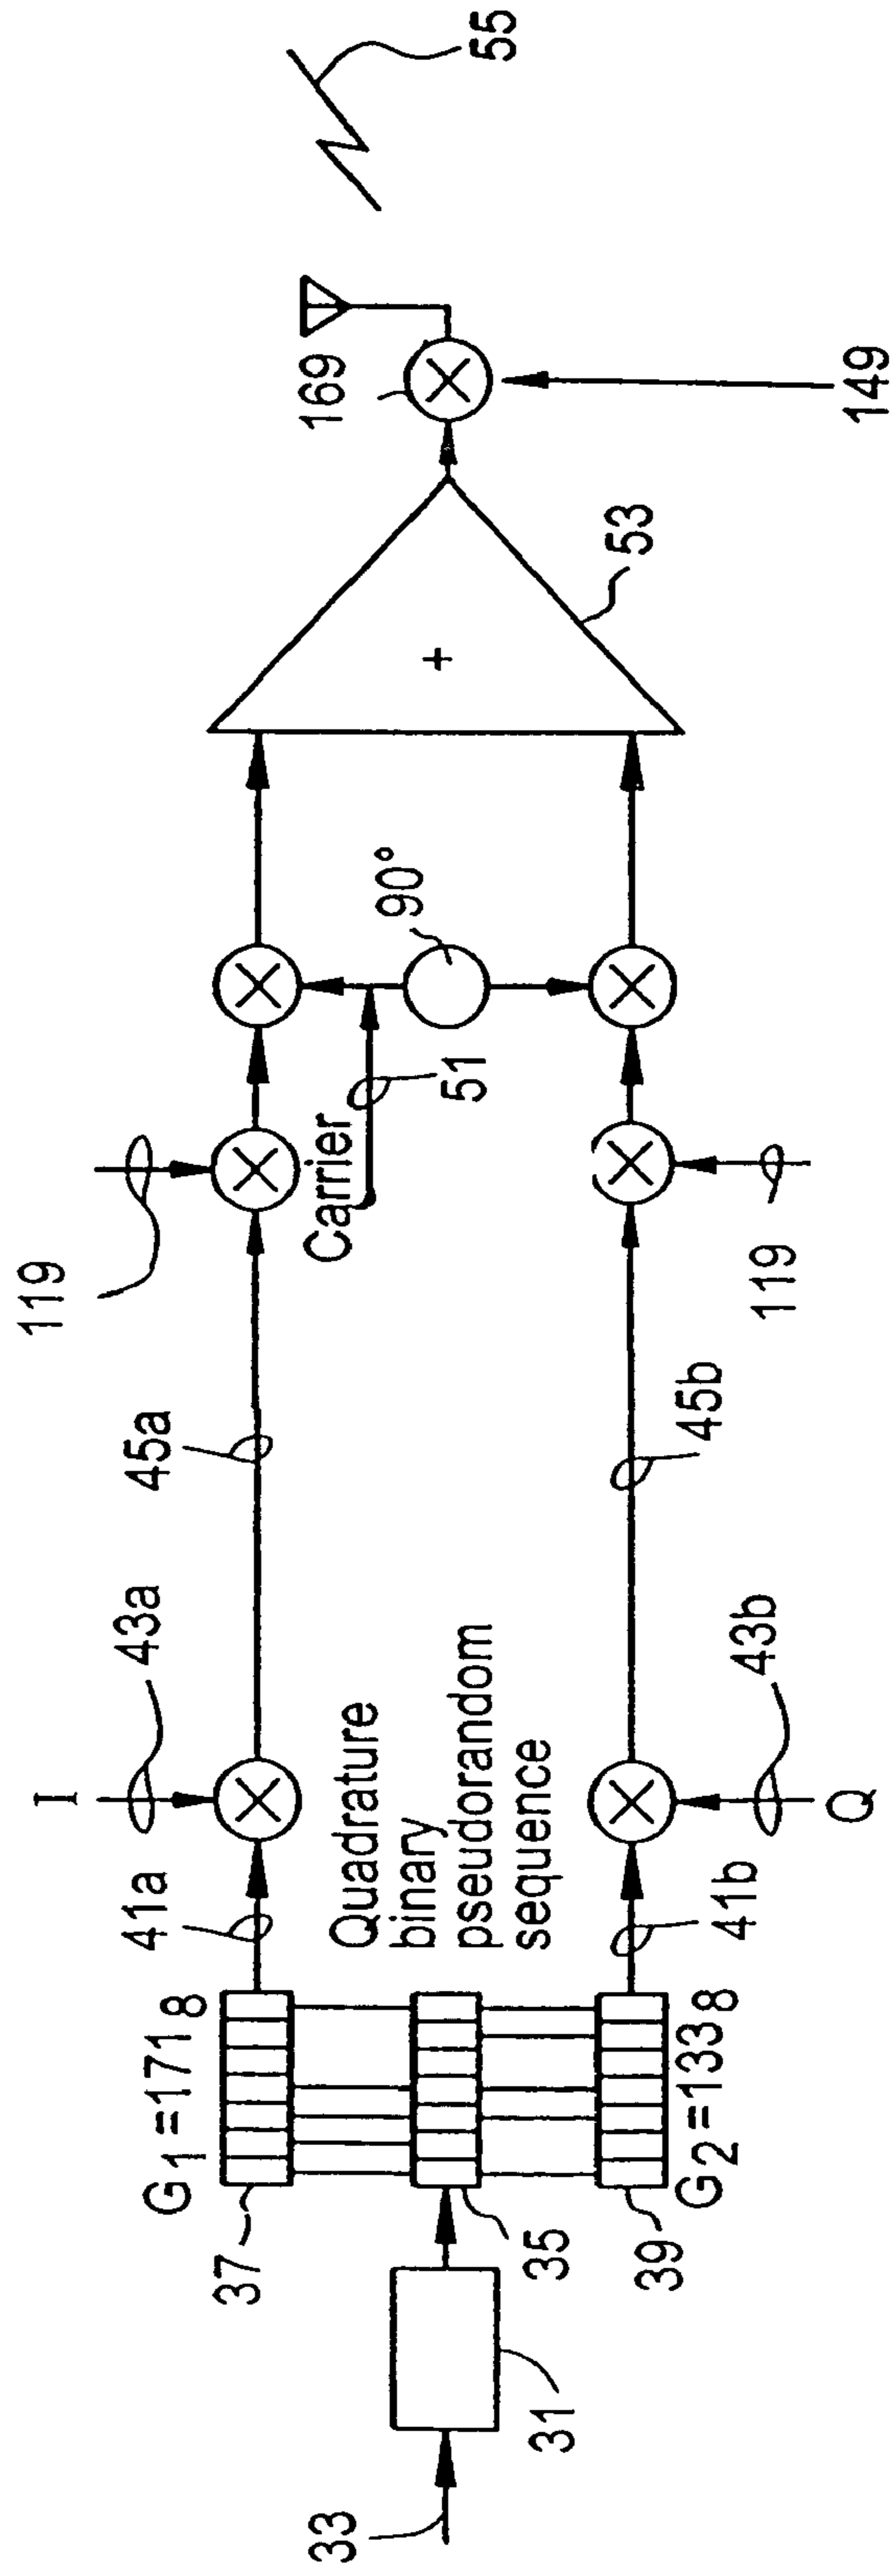 33
31
37
G1 =171 8
35
39
G2 =133 8
41a
41b
I
43a
Quadrature
binary
pseudorandom
sequence
43b
Q
45a
45b
119
119
Carrier
51
90°
+
53
169
149
55